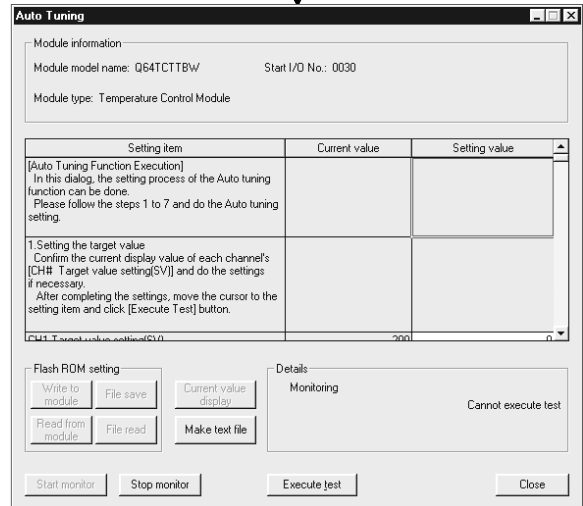 Auto Tuning
Module information
Module model name: Q64TCTTBW Start I/O No.: 0030
Module type: Temperature Control Module
Setting item Current value Setting value
[Auto Tuning Function Execution]
In this dialog, the setting process of the Auto tuning
function can be done.
Please follow the steps 1 to 7 and do the Auto tuning
setting.
1.Setting the target value
Confirm the current display value of each channel's
[CH# Target value setting(SV)] and do the settings
if necessary.
After completing the settings, move the cursor to the
setting item and click [Execute Test] button.
CH1 Target value setting(SV) 200 0
Flash ROM setting
Write to
module
File save
Current value
display
Read from
module
File read
Make text file
Details
Monitoring
Cannot execute test
Start monitor Stop monitor Execute test Close